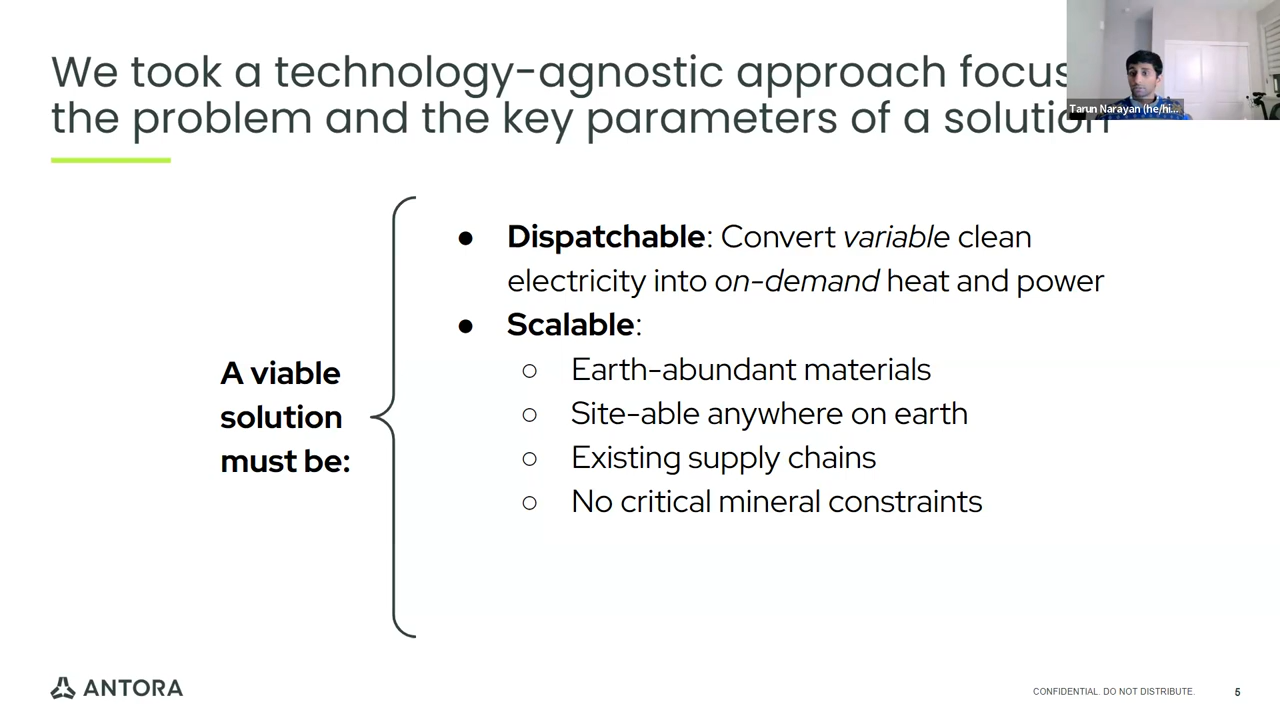 We took a technology-agnostic approach focus
the problem and the key parameters of a solution
Tarun Narayan (he/hi...
● Dispatchable: Convert variable clean
electricity into on-demand heat and power
● Scalable:
○ Earth-abundant materials
○ Site-able anywhere on earth
○ Existing supply chains
○ No critical mineral constraints
A viable
solution
must be:
ANTORA
CONFIDENTIAL. DO NOT DISTRIBUTE.
5